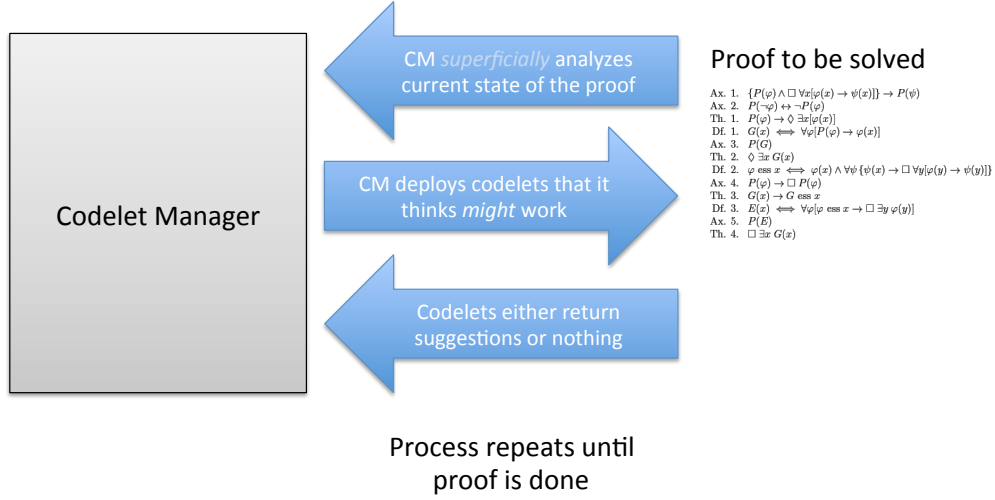 Codelet Manager
CM superficially analyzes
current state of the proof
CM deploys codelets that it
thinks might work
Codelets either return
suggestions or nothing
Proof to be solved
Ax. 1. {P(φ) ∧ □ ∀x[φ(x) → ψ(x)]} → P(ψ)
Ax. 2. P(¬φ) ↔ ¬P(φ)
Th. 1. P(φ) → ◊ ∃x[φ(x)]
Df. 1. G(x) ⟺ ∀φ[P(φ) → φ(x)]
Ax. 3. P(G)
Th. 2. ◊ ∃x G(x)
Df. 2. φ ess x ⟺ φ(x) ∧ ∀ψ {ψ(x) → □ ∀y[φ(y) → ψ(y)]}
Ax. 4. P(φ) → □ P(φ)
Th. 3. G(x) → G ess x
Df. 3. E(x) ⟺ ∀φ[φ ess x → □ ∃y φ(y)]
Ax. 5. P(E)
Th. 4. □ ∃x G(x)
Process repeats until
proof is done